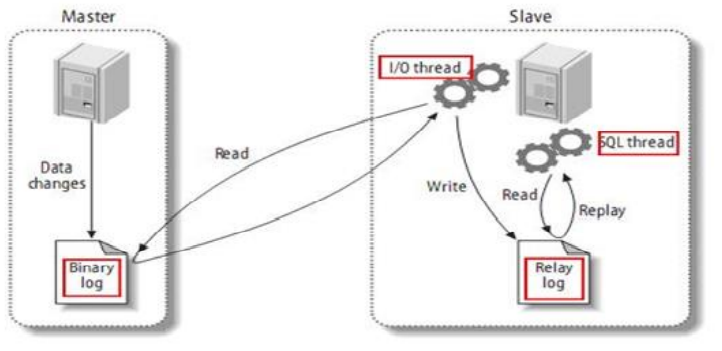 Master
Slave
I/O thread
SQL thread
Data
changes
Read
Write
Read
Replay
Binary
log
Relay
log